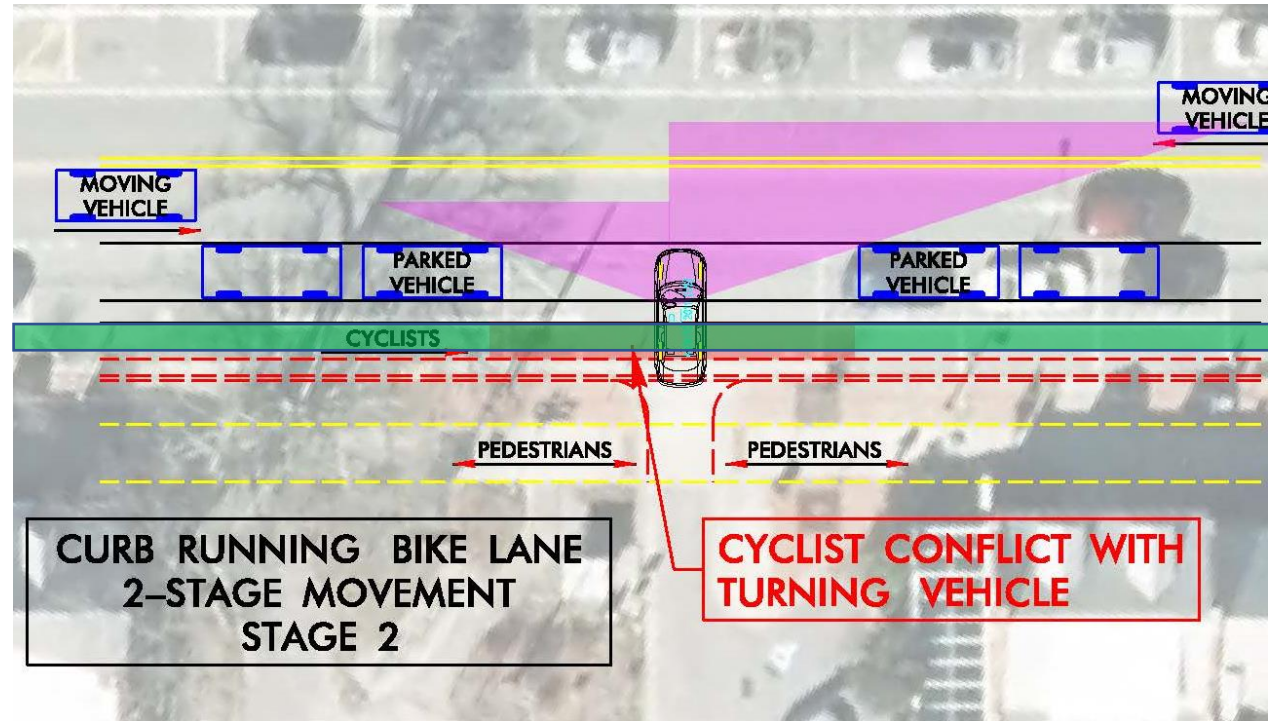 MOVING
VEHICLE
MOVING
VEHICLE
PARKED
VEHICLE
PARKED
VEHICLE
CYCLISTS
PEDESTRIANS
PEDESTRIANS
CURB RUNNING BIKE LANE
2-STAGE MOVEMENT
STAGE 2
CYCLIST CONFLICT WITH
TURNING VEHICLE